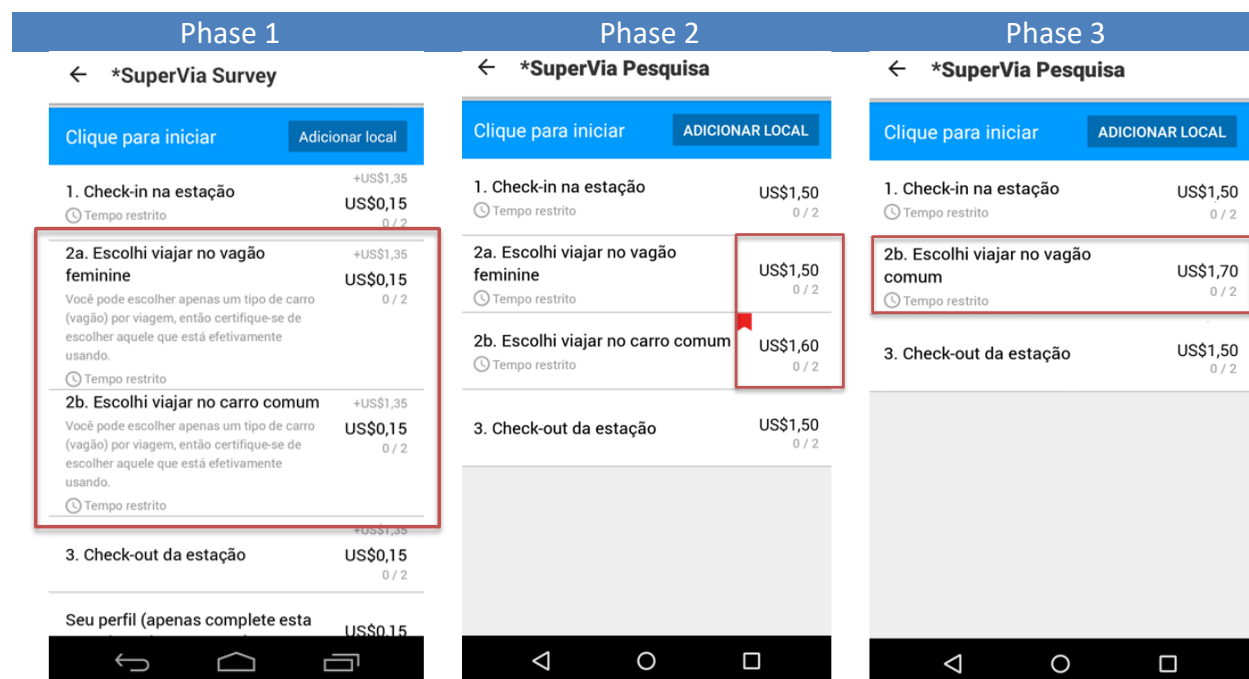 Phase 1
*SuperVia Survey
Clique para iniciar
Adicionar local
+US$1,35
1. Check-in na estação
US$0,15
Tempo restrito
0 / 2
2a. Escolhi viajar no vagão
+US$1,35
feminine
US$0,15
Você pode escolher apenas um tipo de carro
0 / 2
(vagão) por viagem, então certifique-se de
escolher aquele que está efetivamente
usando.
Tempo restrito
2b. Escolhi viajar no carro comum
+US$1,35
Você pode escolher apenas um tipo de carro
US$0,15
(vagão) por viagem, então certifique-se de
0 / 2
escolher aquele que está efetivamente
usando.
Tempo restrito
+US$1,35
3. Check-out da estação
US$0,15
0 / 2
Seu perfil (apenas complete esta
US$0,15
Phase 2
*SuperVia Pesquisa
Clique para iniciar
ADICIONAR LOCAL
1. Check-in na estação
US$1,50
Tempo restrito
0 / 2
2a. Escolhi viajar no vagão
feminine
US$1,50
0 / 2
Tempo restrito
2b. Escolhi viajar no carro comum
US$1,60
Tempo restrito
0 / 2
3. Check-out da estação
US$1,50
0 / 2
Phase 3
*SuperVia Pesquisa
Clique para iniciar
ADICIONAR LOCAL
1. Check-in na estação
US$1,50
Tempo restrito
0 / 2
2b. Escolhi viajar no vagão
comum
US$1,70
0 / 2
Tempo restrito
3. Check-out da estação
US$1,50
0 / 2